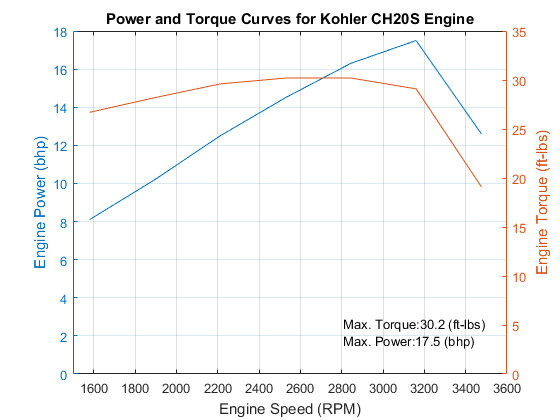 Power and Torque Curves for Kohler CH20S Engine
18
16
14
12
10
8
6
4
2
0
Engine Power (bhp)
35
30
25
20
15
10
5
0
Engine Torque (ft-lbs)
Max. Torque:30.2 (ft-lbs)
Max. Power:17.5 (bhp)
1600 1800 2000 2200 2400 2600 2800 3000 3200 3400 3600
Engine Speed (RPM)